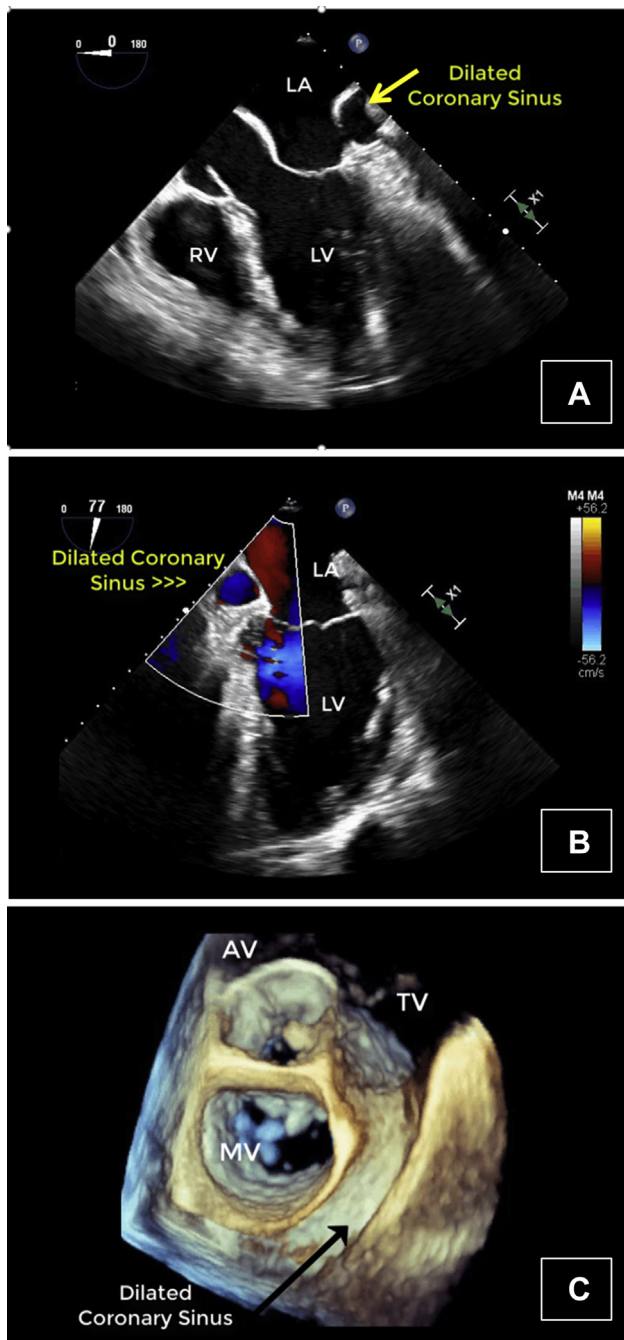 0 0 180
P
LA
Dilated
Coronary Sinus
X1
RV
LV
A
0 77 180
P
M4 M4
+56.2
Dilated Coronary
Sinus >>>
LA
X1
-56.2
cm/s
LV
B
AV
TV
MV
Dilated
Coronary Sinus
C